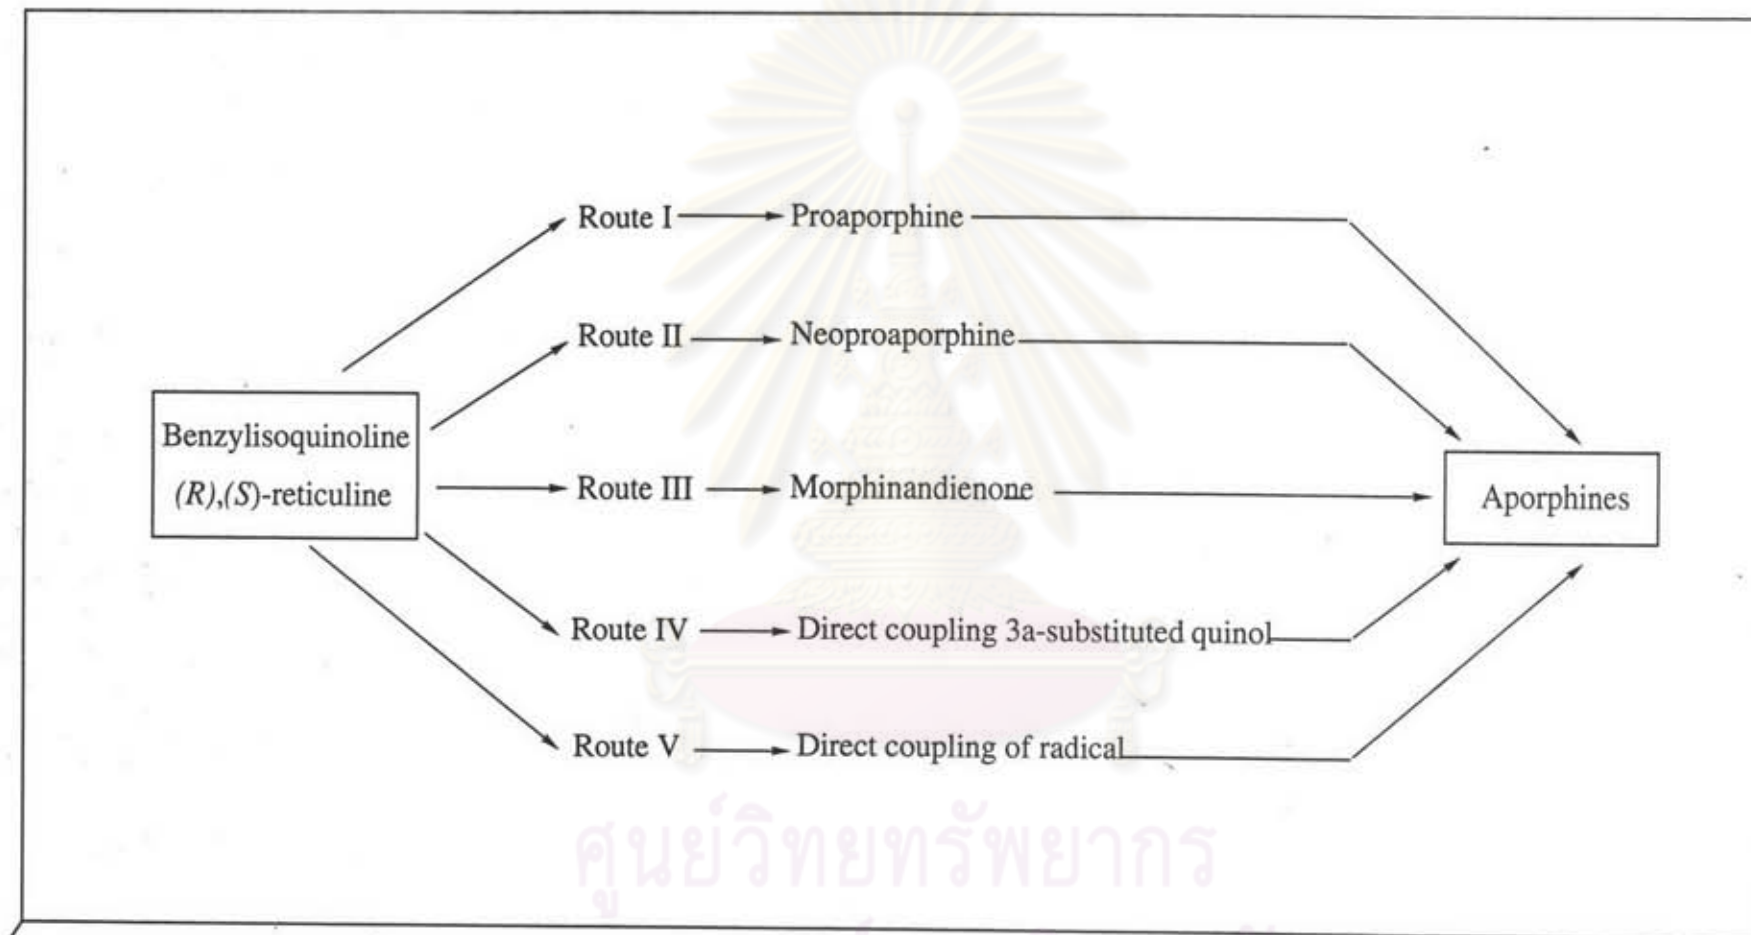 Route I Proaporphine
Route II Neoproaporphine
Benzylisoquinoline
(R),(S)-reticuline
Route III Morphinandienone
Aporphines
Route IV Direct coupling 3a-substituted quinol
Route V Direct coupling of radical
ศูนย์วิทยทรัพยากร